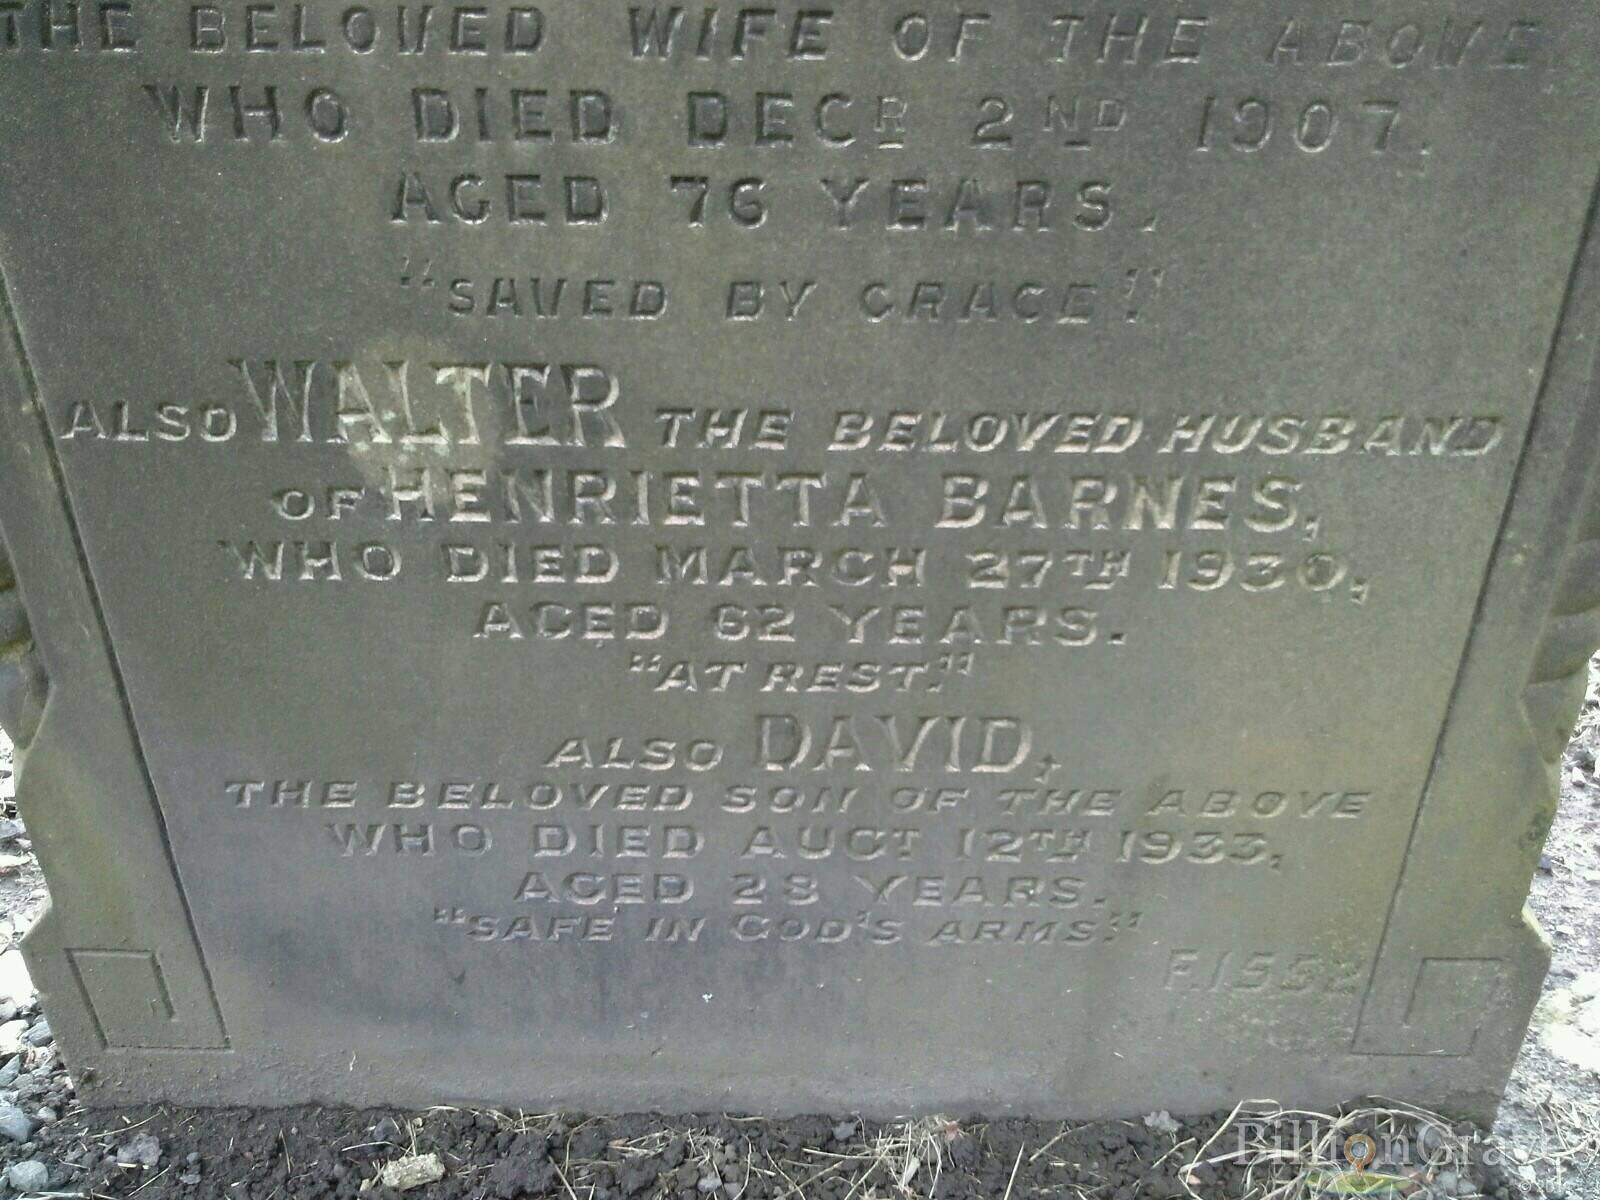 THE BELOVED WIFE OF THE ABOVE
WHO DIED DECR 2ND 1907.
AGED 76 YEARS.
"SAVED BY GRACE."
ALSO WALTER THE BELOVED HUSBAND
OF HENRIETTA BARNES,
WHO DIED MARCH 27TH 1930,
AGED 62 YEARS.
"AT REST."
ALSO DAVID,
THE BELOVED SON OF THE ABOVE
WHO DIED AUGT 12TH 1933,
AGED 28 YEARS.
"SAFE IN GOD'S ARMS."
F.1552
BillionGraves